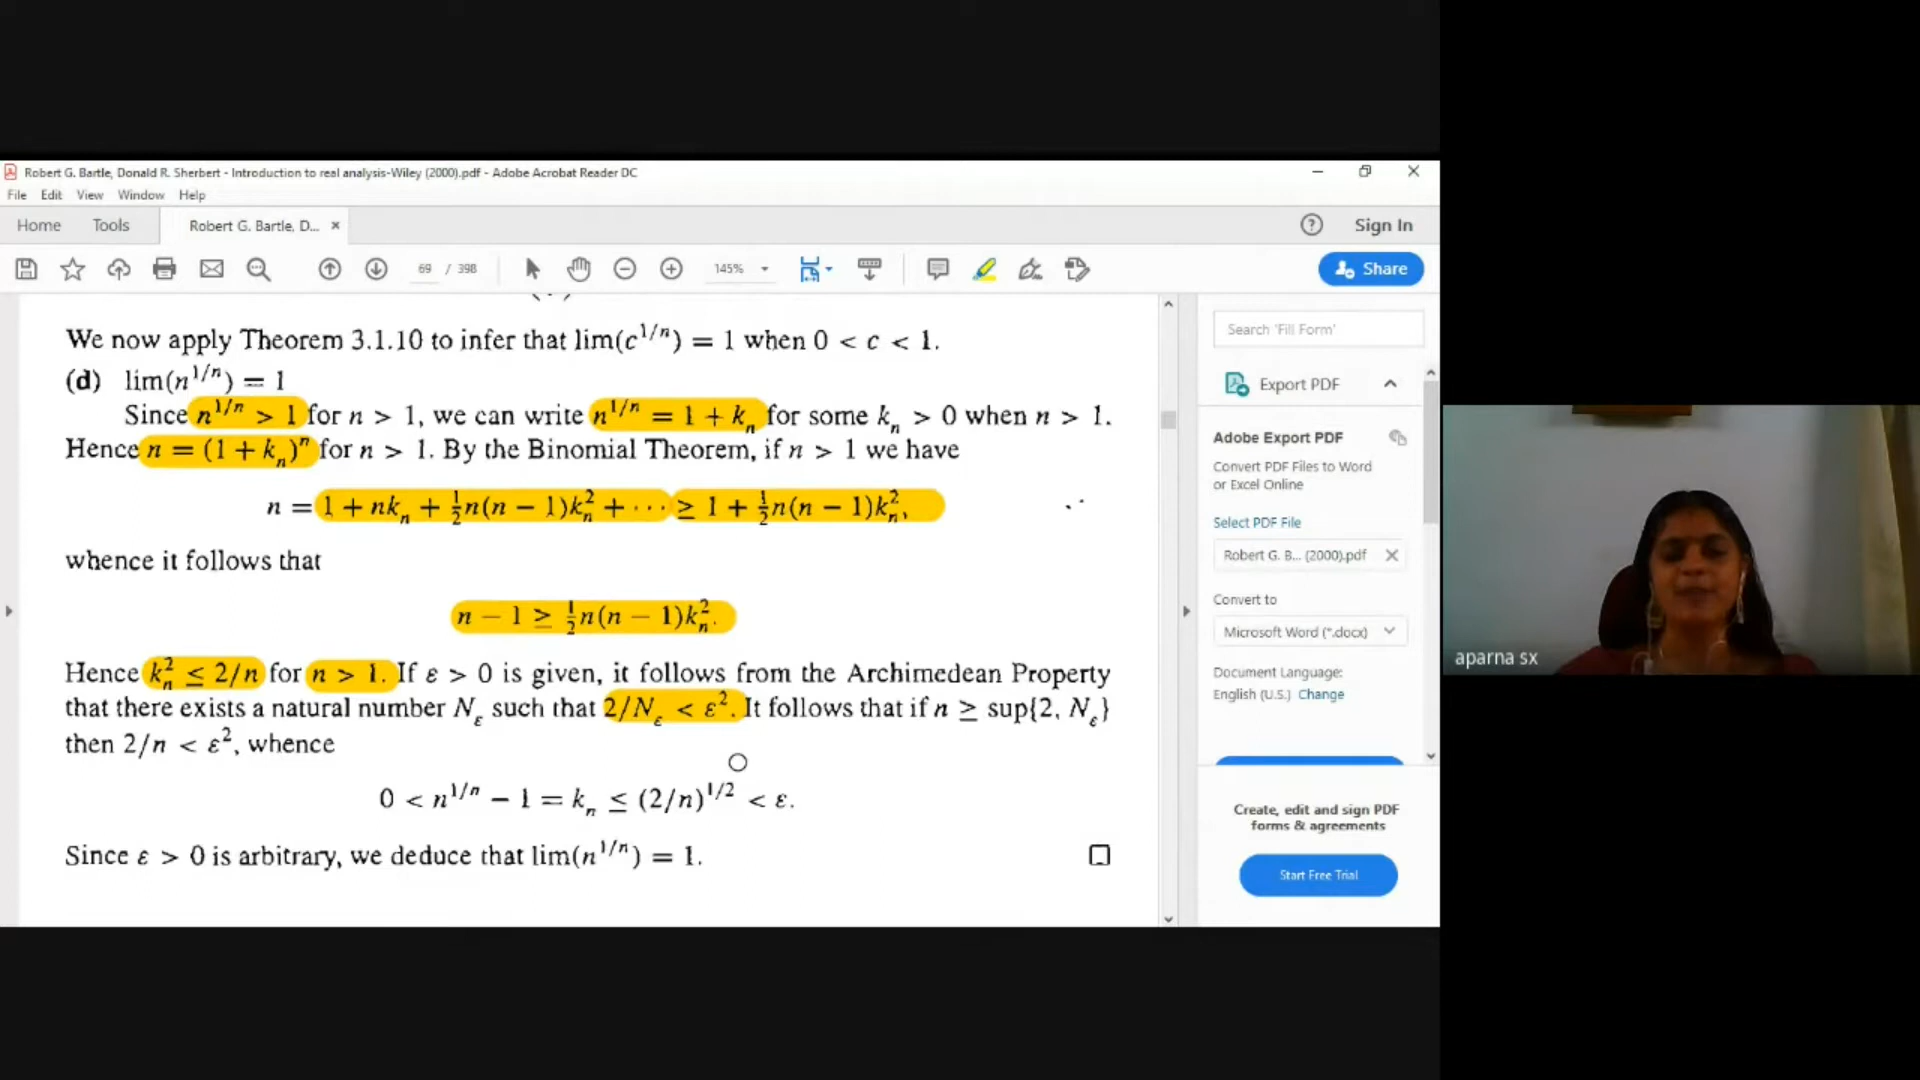 Robert G. Bartle, Donald R. Sherbert - Introduction to real analysis-Wiley (2000).pdf - Adobe Acrobat Reader DC
File Edit View Window Help
Home Tools Robert G. Bartle, D... × Sign In
69 / 398 145% Share
We now apply Theorem 3.1.10 to infer that lim(c^{1/n}) = 1 when 0 < c < 1.
(d) lim(n^{1/n}) = 1
Since n^{1/n} > 1 for n > 1, we can write n^{1/n} = 1 + k_n for some k_n > 0 when n > 1.
Hence n = (1 + k_n)^n for n > 1. By the Binomial Theorem, if n > 1 we have
n = 1 + nk_n + ½n(n − 1)k_n² + ··· ≥ 1 + ½n(n − 1)k_n²,
whence it follows that
n − 1 ≥ ½n(n − 1)k_n².
Hence k_n² ≤ 2/n for n > 1. If ε > 0 is given, it follows from the Archimedean Property
that there exists a natural number N_ε such that 2/N_ε < ε². It follows that if n ≥ sup{2, N_ε}
then 2/n < ε², whence
0 < n^{1/n} − 1 = k_n ≤ (2/n)^{1/2} < ε.
Since ε > 0 is arbitrary, we deduce that lim(n^{1/n}) = 1.
Search 'Fill Form'
Export PDF
Adobe Export PDF
Convert PDF Files to Word
or Excel Online
Select PDF File
Robert G. B... (2000).pdf
Convert to
Microsoft Word (*.docx)
Document Language:
English (U.S.) Change
Create, edit and sign PDF
forms & agreements
Start Free Trial
aparna sx